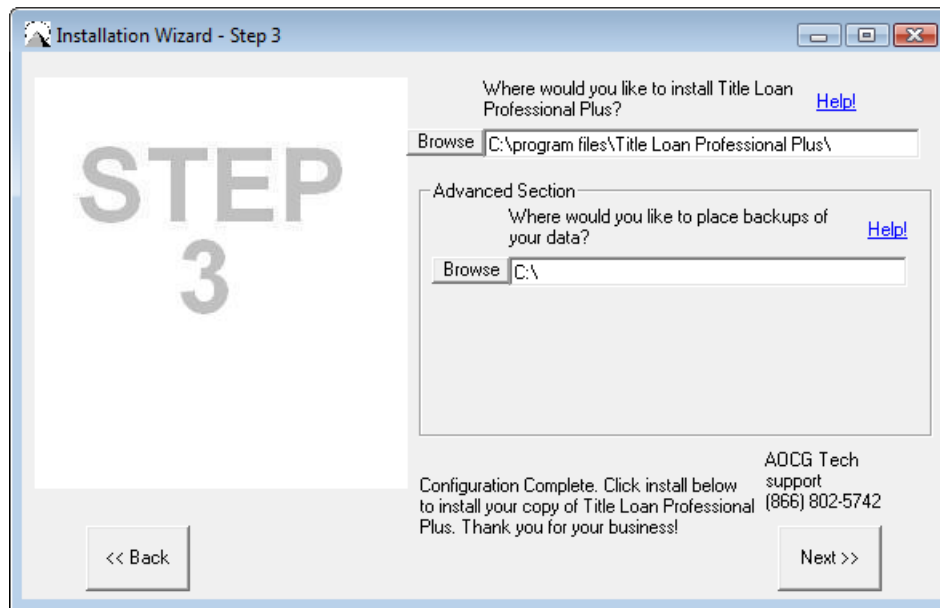 Installation Wizard - Step 3
STEP
3
Where would you like to install Title Loan
Professional Plus?
Help!
Browse
C:\program files\Title Loan Professional Plus\
Advanced Section
Where would you like to place backups of
your data?
Help!
Browse
C:\
Configuration Complete. Click install below
to install your copy of Title Loan Professional
Plus. Thank you for your business!
AOCG Tech
support
(866) 802-5742
<< Back
Next >>